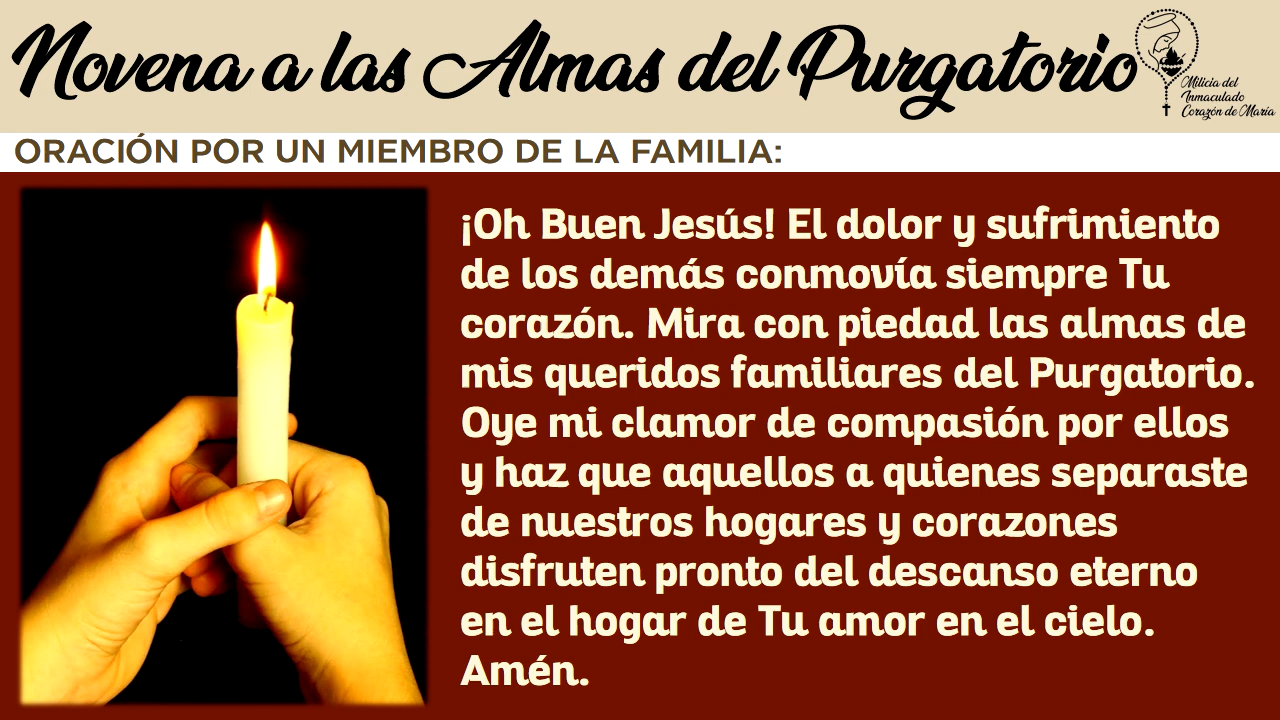 Novena a las Almas del Purgatorio
Milicia del
Inmaculado
Corazón de María
ORACIÓN POR UN MIEMBRO DE LA FAMILIA:
¡Oh Buen Jesús! El dolor y sufrimiento
de los demás conmovía siempre Tu
corazón. Mira con piedad las almas de
mis queridos familiares del Purgatorio.
Oye mi clamor de compasión por ellos
y haz que aquellos a quienes separaste
de nuestros hogares y corazones
disfruten pronto del descanso eterno
en el hogar de Tu amor en el cielo.
Amén.